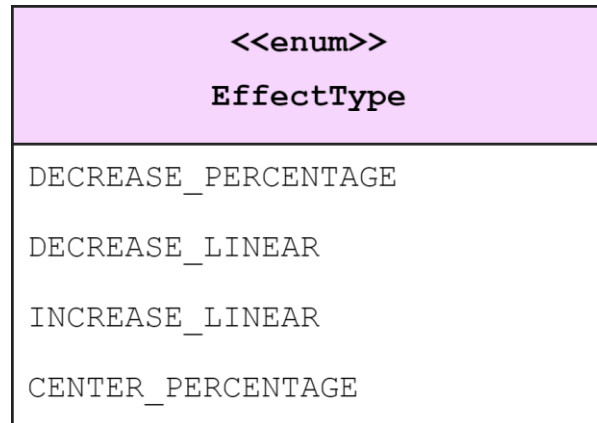 <<enum>>
EffectType
DECREASE_PERCENTAGE
DECREASE_LINEAR
INCREASE_LINEAR
CENTER_PERCENTAGE